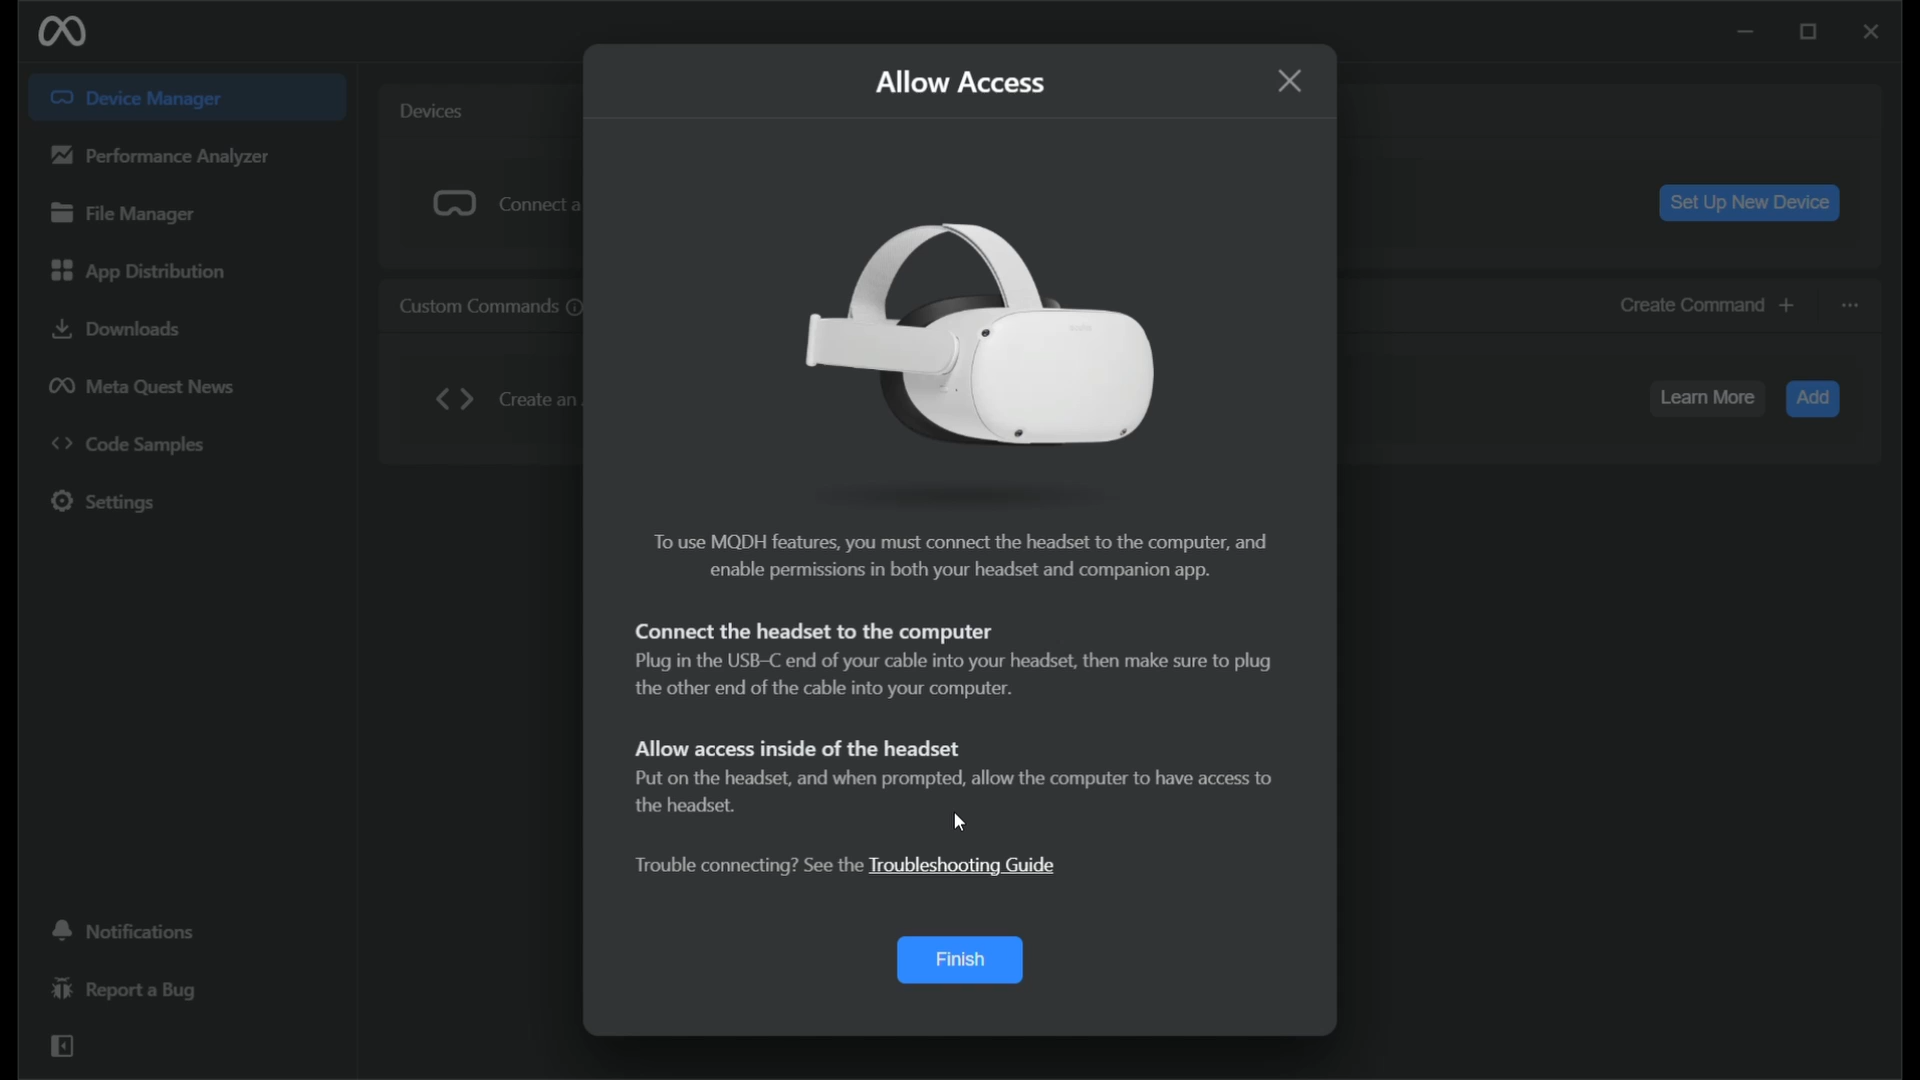 Allow Access
Device Manager
Performance Analyzer
File Manager
App Distribution
Downloads
Meta Quest News
Code Samples
Settings
Notifications
Report a Bug
Devices
Connect a
Set Up New Device
Custom Commands
Create Command +
Create an
Learn More
Add
To use MQDH features, you must connect the headset to the computer, and
enable permissions in both your headset and companion app.
Connect the headset to the computer
Plug in the USB-C end of your cable into your headset, then make sure to plug
the other end of the cable into your computer.
Allow access inside of the headset
Put on the headset, and when prompted, allow the computer to have access to
the headset.
Trouble connecting? See the Troubleshooting Guide
Finish